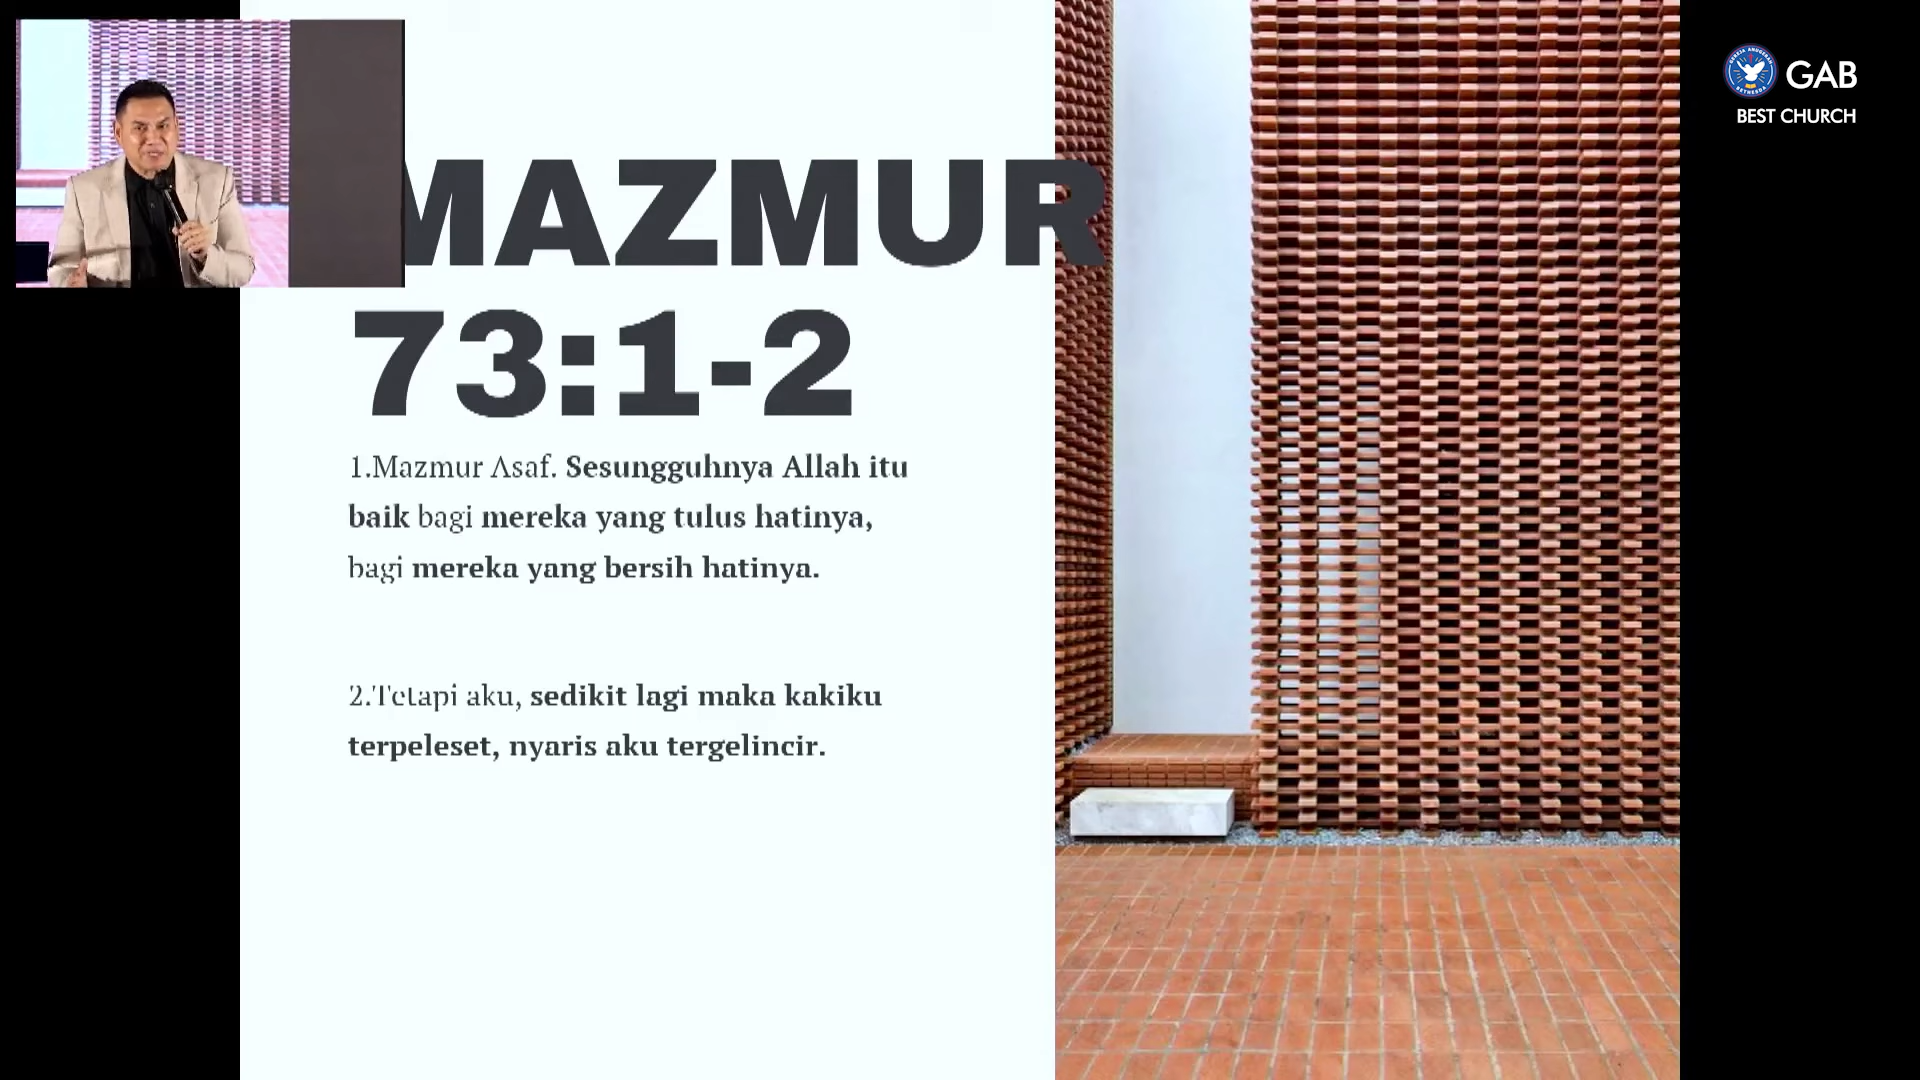 GAB
BEST CHURCH
MAZMUR
73:1-2
1.Mazmur Asaf. Sesungguhnya Allah itu
baik bagi mereka yang tulus hatinya,
bagi mereka yang bersih hatinya.
2.Tetapi aku, sedikit lagi maka kakiku
terpeleset, nyaris aku tergelincir.